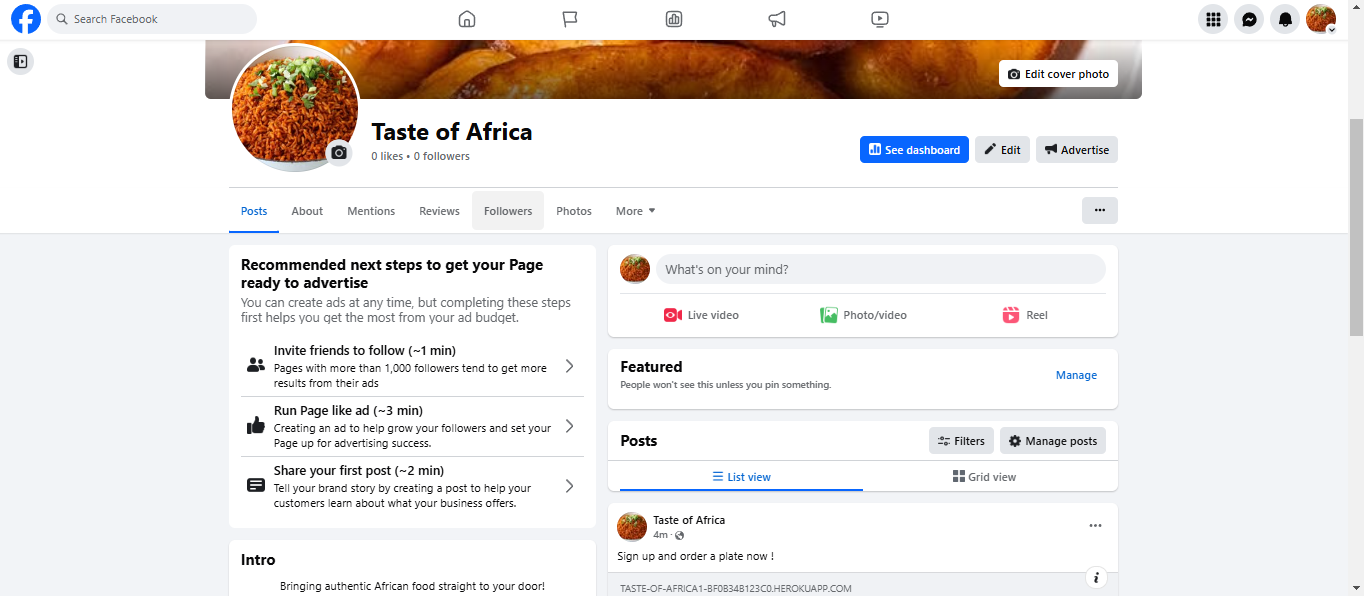 Search Facebook
Edit cover photo
Taste of Africa
0 likes • 0 followers
See dashboard
Edit
Advertise
Posts
About
Mentions
Reviews
Followers
Photos
More
Recommended next steps to get your Page
ready to advertise
You can create ads at any time, but completing these steps
first helps you get the most from your ad budget.
Invite friends to follow (~1 min)
Pages with more than 1,000 followers tend to get more
results from their ads
Run Page like ad (~3 min)
Creating an ad to help grow your followers and set your
Page up for advertising success.
Share your first post (~2 min)
Tell your brand story by creating a post to help your
customers learn about what your business offers.
Intro
Bringing authentic African food straight to your door!
What's on your mind?
Live video
Photo/video
Reel
Featured
People won't see this unless you pin something.
Manage
Posts
Filters
Manage posts
List view
Grid view
Taste of Africa
4m ·
Sign up and order a plate now !
TASTE-OF-AFRICA1-BF0B34B123C0.HEROKUAPP.COM